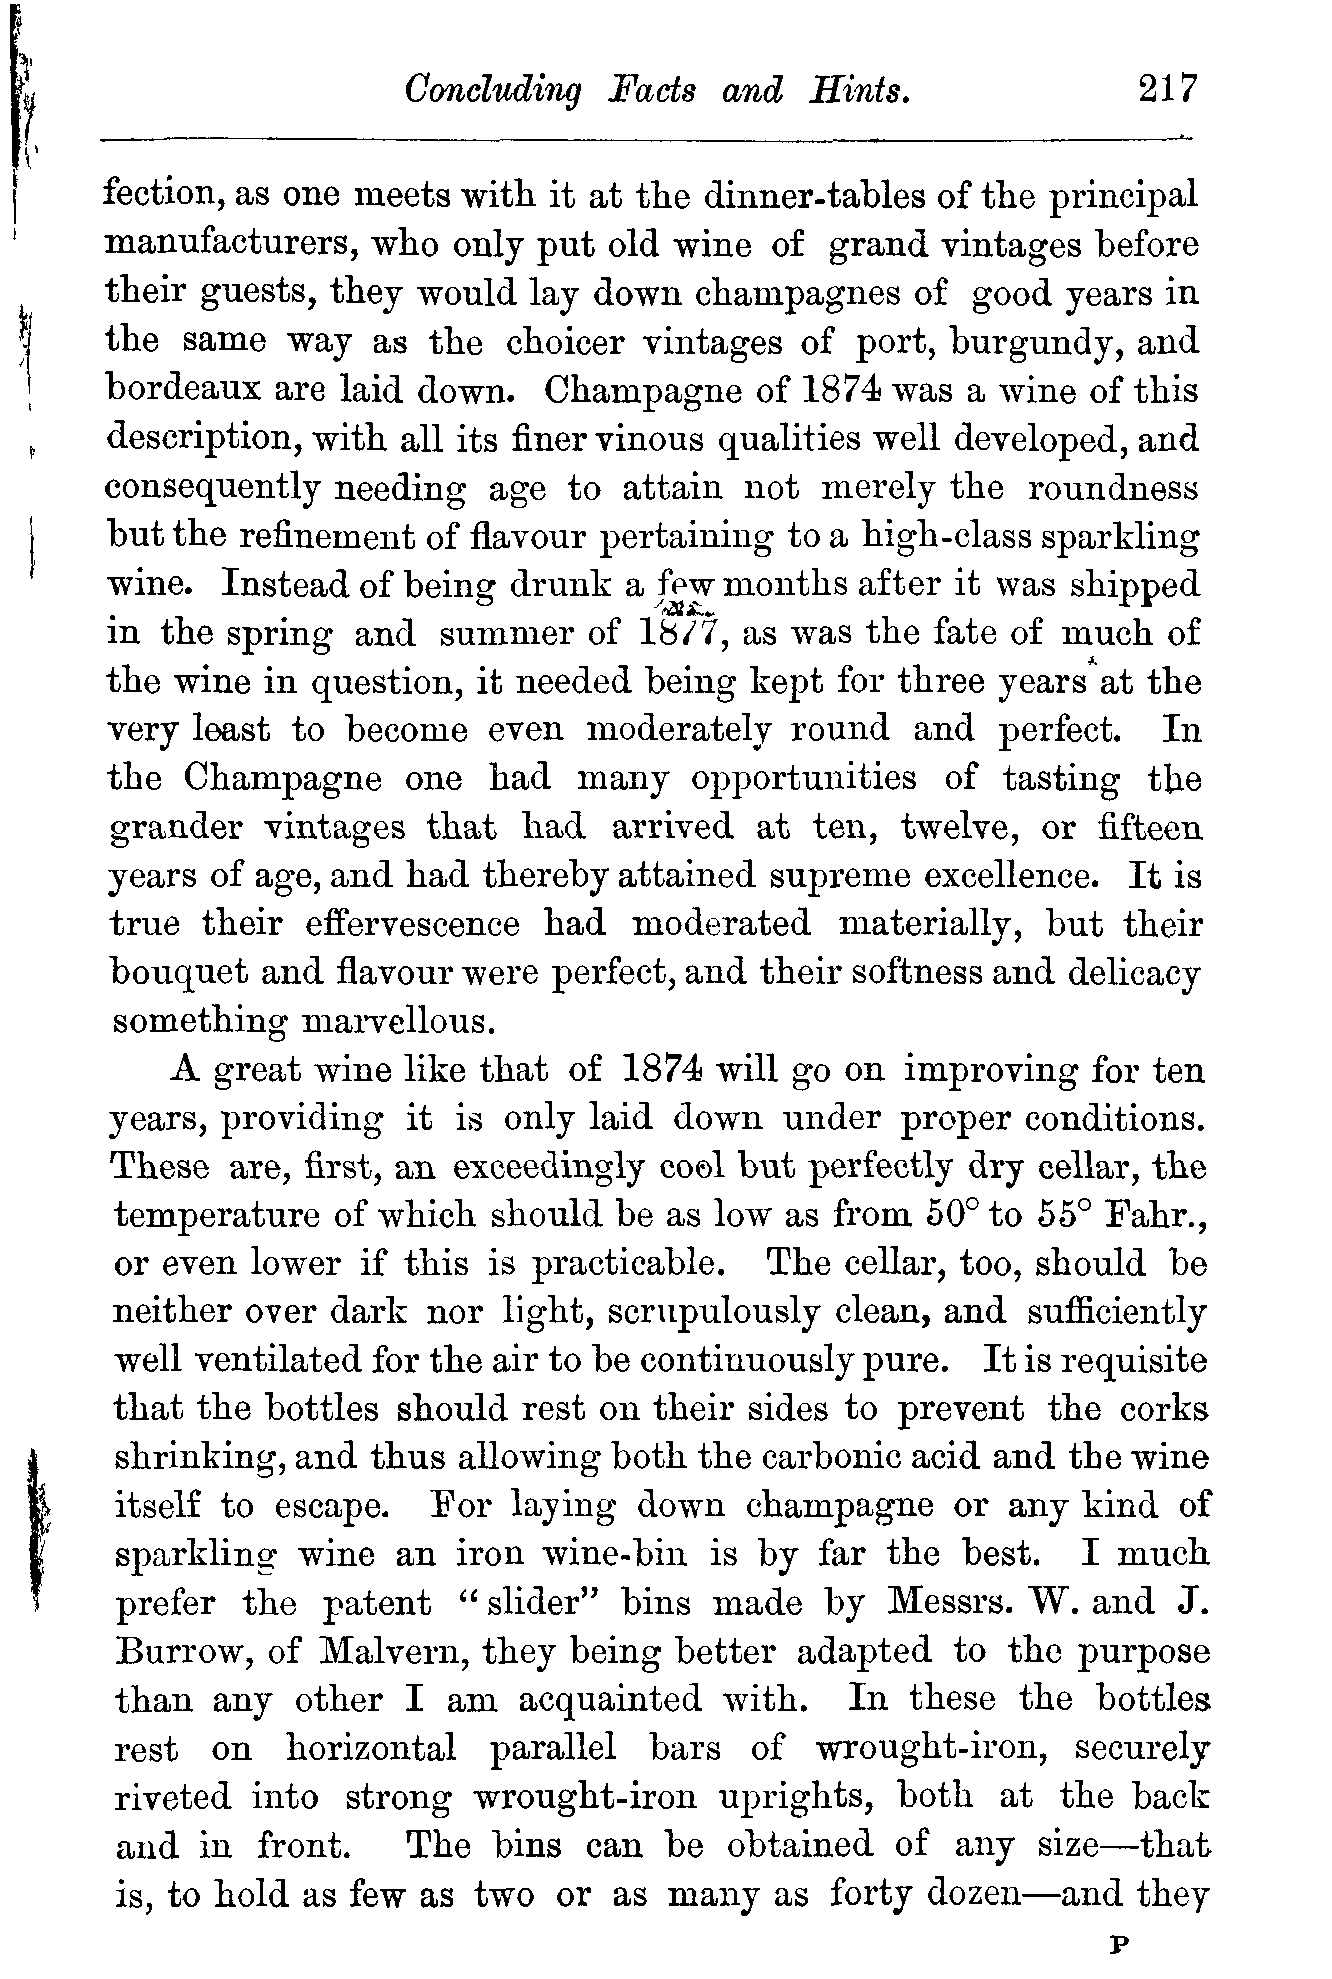 Concluding Facts and Hints. 217
fection, as one meets with it at the dinner-tables of the principal
manufacturers, who only put old wine of grand vintages before
their guests, they would lay down champagnes of good years in
the same way as the choicer vintages of port, burgundy, and
bordeaux are laid down. Champagne of 1874 was a wine of this
description, with all its finer vinous qualities well developed, and
consequently needing age to attain not merely the roundness
but the refinement of flavour pertaining to a high-class sparkling
wine. Instead of being drunk a few months after it was shipped
in the spring and summer of 1877, as was the fate of much of
the wine in question, it needed being kept for three years at the
very least to become even moderately round and perfect. In
the Champagne one had many opportunities of tasting the
grander vintages that had arrived at ten, twelve, or fifteen
years of age, and had thereby attained supreme excellence. It is
true their effervescence had moderated materially, but their
bouquet and flavour were perfect, and their softness and delicacy
something marvellous.
A great wine like that of 1874 will go on improving for ten
years, providing it is only laid down under proper conditions.
These are, first, an exceedingly cool but perfectly dry cellar, the
temperature of which should be as low as from 50° to 55° Fahr.,
or even lower if this is practicable. The cellar, too, should be
neither over dark nor light, scrupulously clean, and sufficiently
well ventilated for the air to be continuously pure. It is requisite
that the bottles should rest on their sides to prevent the corks
shrinking, and thus allowing both the carbonic acid and the wine
itself to escape. For laying down champagne or any kind of
sparkling wine an iron wine-bin is by far the best. I much
prefer the patent “slider” bins made by Messrs. W. and J.
Burrow, of Malvern, they being better adapted to the purpose
than any other I am acquainted with. In these the bottles
rest on horizontal parallel bars of wrought-iron, securely
riveted into strong wrought-iron uprights, both at the back
and in front. The bins can be obtained of any size—that
is, to hold as few as two or as many as forty dozen—and they
P